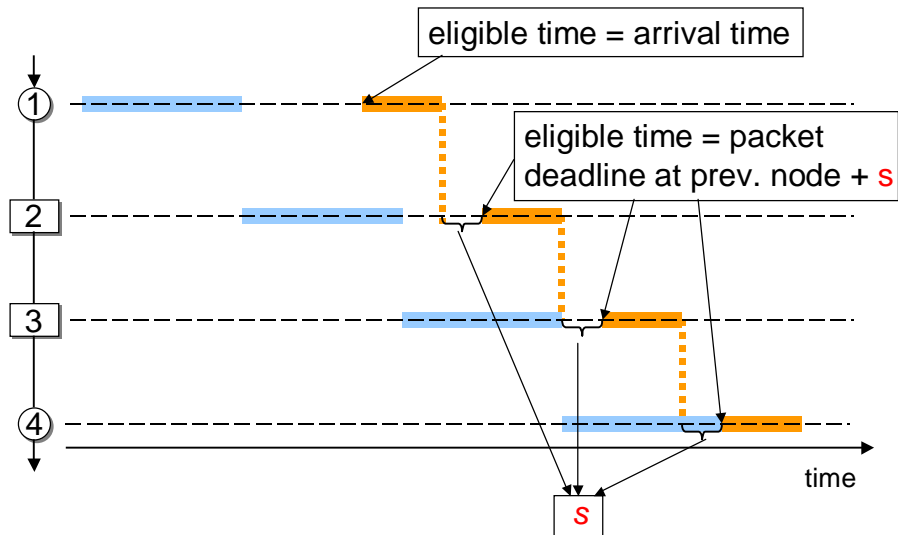 eligible time = arrival time
1
eligible time = packet
deadline at prev. node + s
2
3
4
time
s